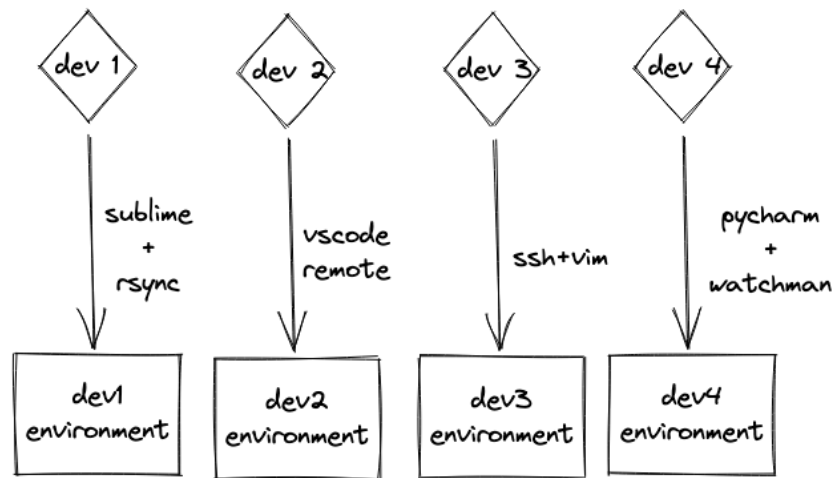 dev 1
dev 2
dev 3
dev 4
sublime
+
rsync
vscode
remote
ssh+vim
pycharm
+
watchman
dev1
environment
dev2
environment
dev3
environment
dev4
environment